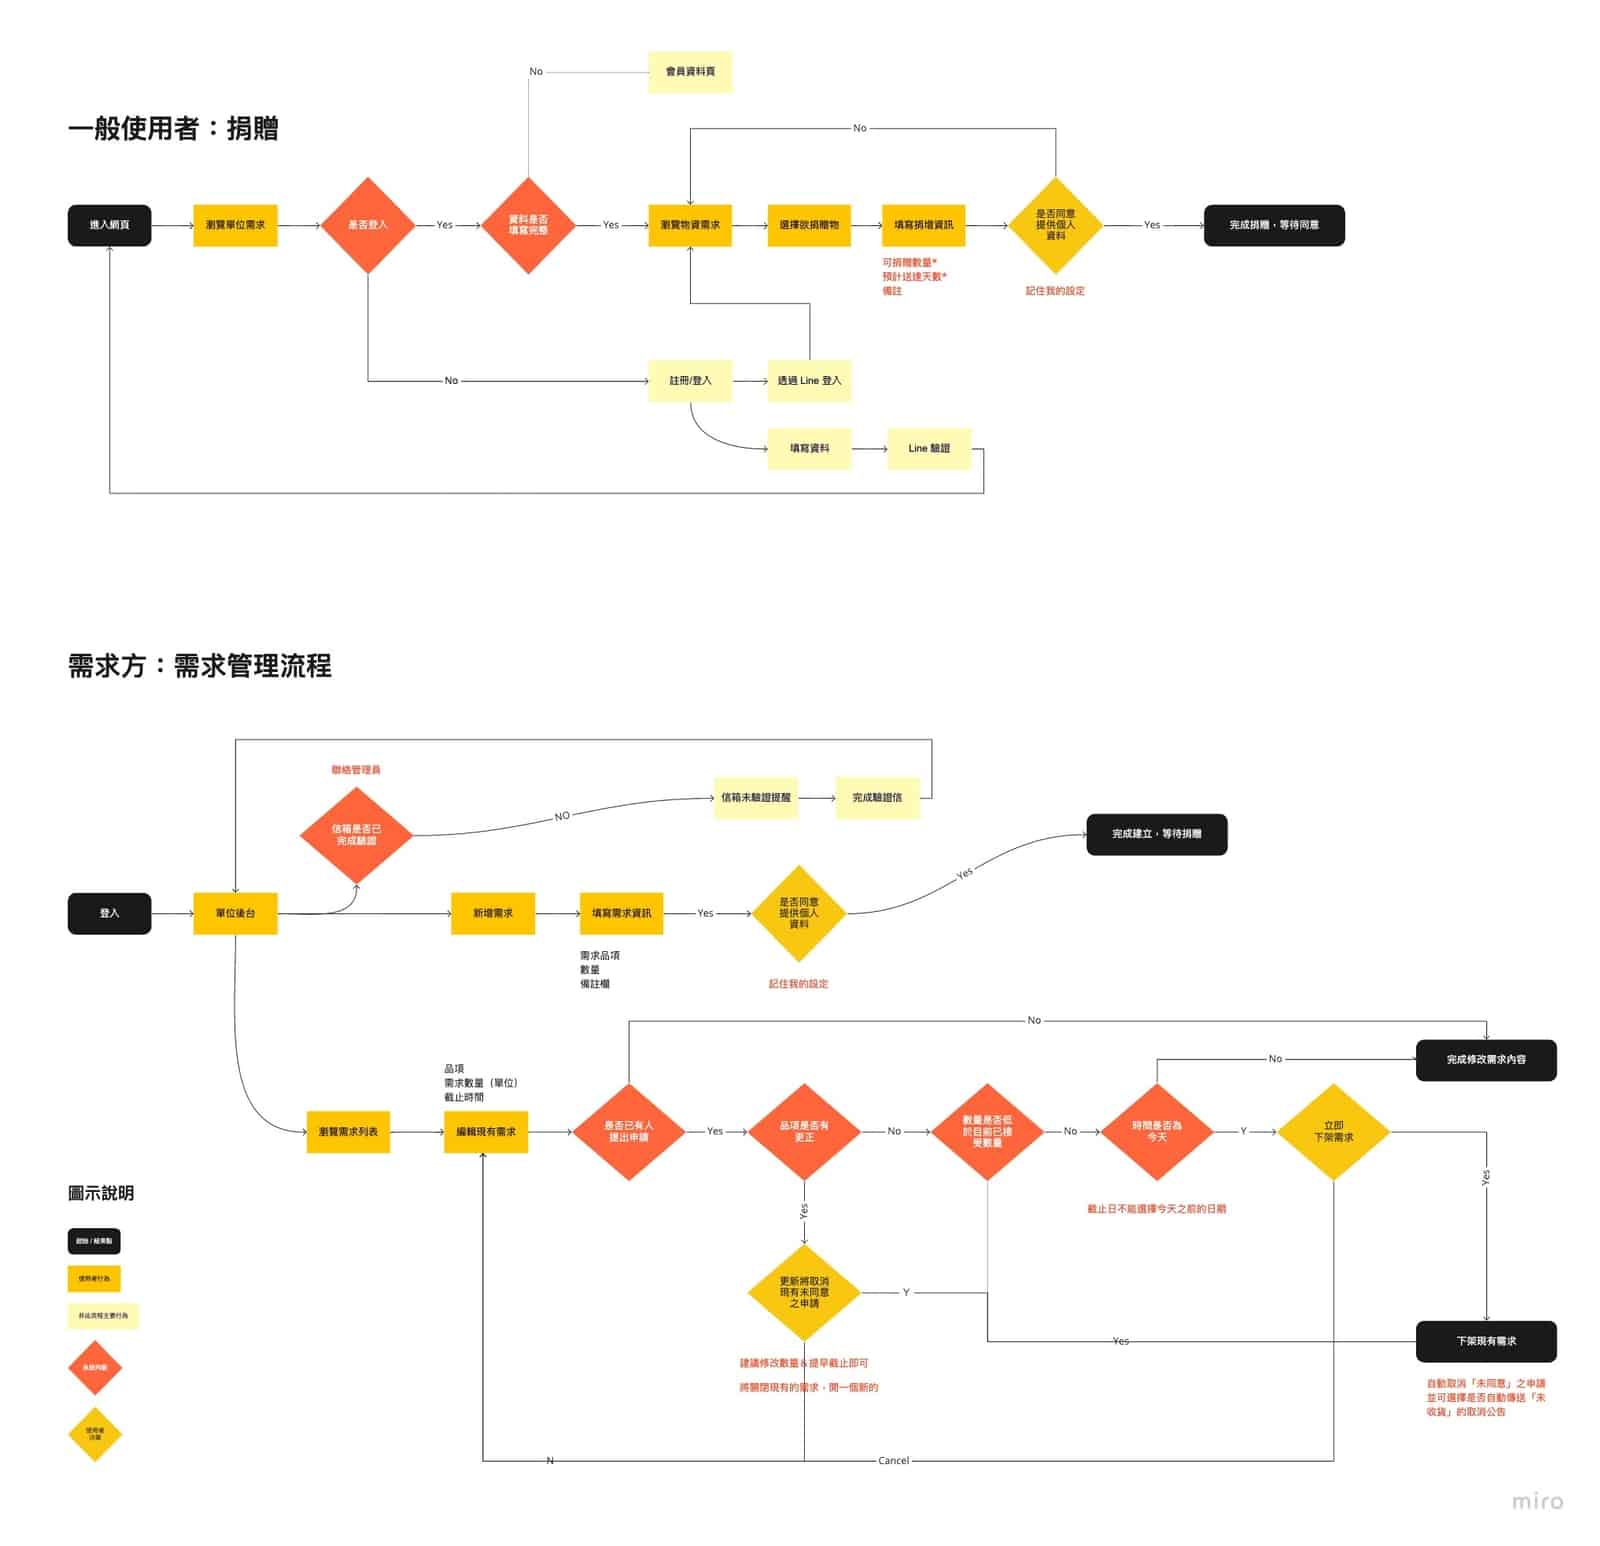 No
會員資料頁
一般使用者：捐贈
No
進入網頁
瀏覽單位需求
是否登入
Yes
資料是否
填寫完整
Yes
瀏覽物資需求
選擇欲捐贈物
填寫捐增資訊
是否同意
提供個人
資料
Yes
完成捐贈，等待同意
可捐贈數量*
預計送達天數*
備註
記住我的設定
No
註冊/登入
透過 Line 登入
填寫資料
Line 驗證
需求方：需求管理流程
聯絡管理員
信箱是否已
完成驗證
NO
信箱未驗證提醒
完成驗證信
完成建立，等待捐贈
登入
單位後台
新增需求
填寫需求資訊
Yes
是否同意
提供個人
資料
Yes
需求品項
數量
備註欄
記住我的設定
No
完成修改需求內容
No
品項
需求數量（單位）
截止時間
瀏覽需求列表
編輯現有需求
是否已有人
提出申請
Yes
品項是否有
更正
No
數量是否低
於目前已接
受數量
No
時間是否為
今天
Y
立即
下架需求
Yes
Yes
截止日不能選擇今天之前的日期
更新將取消
現有未同意
之申請
Y
Yes
下架現有需求
建議修改數量&提早截止即可
將關閉現有的需求，開一個新的
自動取消「未同意」之申請
並可選擇是否自動傳送「未
收貨」的取消公告
N
Cancel
圖示說明
起始 / 結束點
使用者行為
非此流程主要行為
系統判斷
使用者
決策
miro